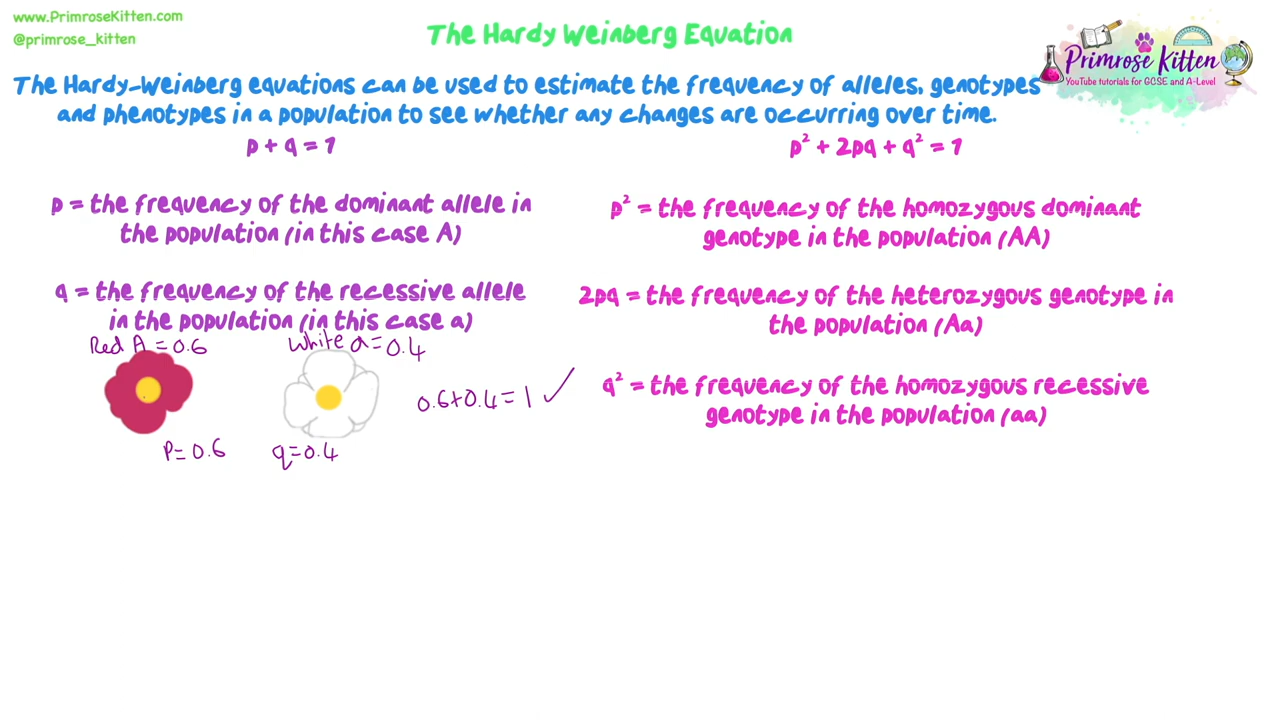 www.PrimroseKitten.com
@primrose_kitten
The Hardy Weinberg Equation
Primrose Kitten
YouTube tutorials for GCSE and A-Level
The Hardy-Weinberg equations can be used to estimate the frequency of alleles, genotypes
and phenotypes in a population to see whether any changes are occurring over time.
p + q = 1
p² + 2pq + q² = 1
p = the frequency of the dominant allele in
the population (in this case A)
q = the frequency of the recessive allele
in the population (in this case a)
p² = the frequency of the homozygous dominant
genotype in the population (AA)
2pq = the frequency of the heterozygous genotype in
the population (Aa)
q² = the frequency of the homozygous recessive
genotype in the population (aa)
Red A = 0.6
White a = 0.4
0.6+0.4 = 1 ✓
P = 0.6
q = 0.4